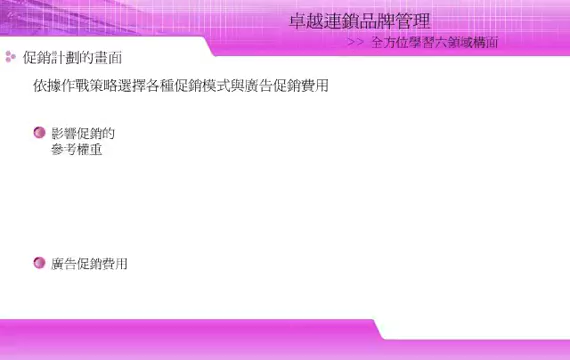 卓越連鎖品牌管理
>> 全方位學習六領域構面
促銷計劃的畫面
依據作戰策略選擇各種促銷模式與廣告促銷費用
影響促銷的
參考權重
廣告促銷費用